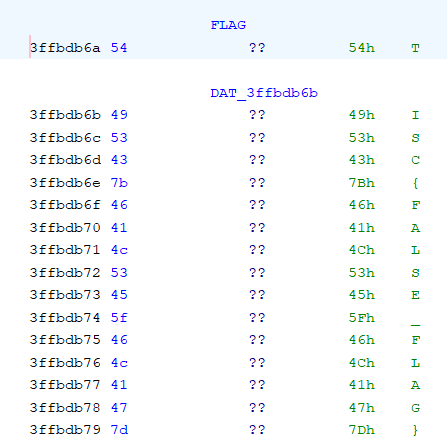 FLAG
3ffbdb6a 54 ?? 54h T
DAT_3ffbdb6b
3ffbdb6b 49 ?? 49h I
3ffbdb6c 53 ?? 53h S
3ffbdb6d 43 ?? 43h C
3ffbdb6e 7b ?? 7Bh {
3ffbdb6f 46 ?? 46h F
3ffbdb70 41 ?? 41h A
3ffbdb71 4c ?? 4Ch L
3ffbdb72 53 ?? 53h S
3ffbdb73 45 ?? 45h E
3ffbdb74 5f ?? 5Fh _
3ffbdb75 46 ?? 46h F
3ffbdb76 4c ?? 4Ch L
3ffbdb77 41 ?? 41h A
3ffbdb78 47 ?? 47h G
3ffbdb79 7d ?? 7Dh }